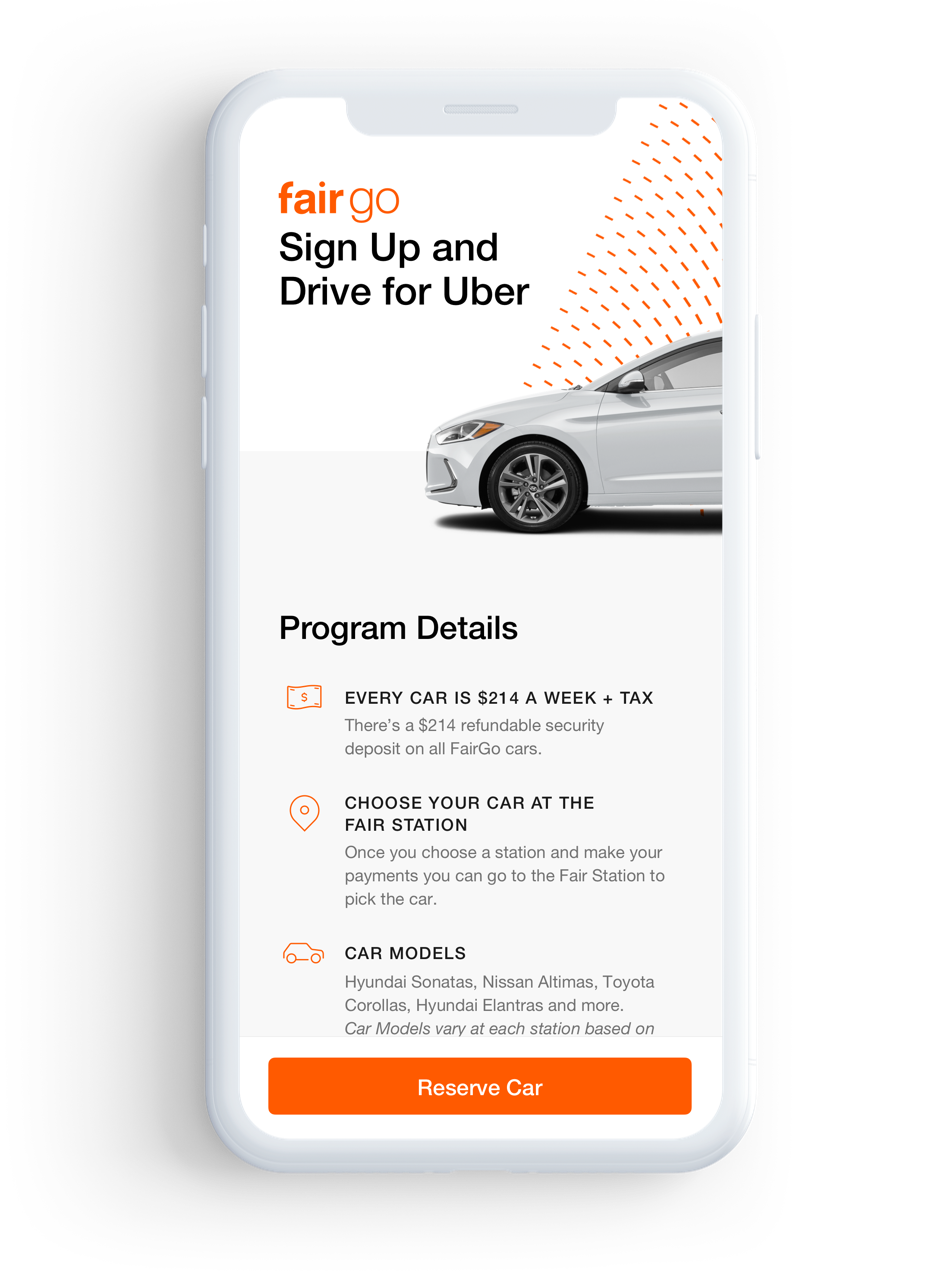 fair go
Sign Up and
Drive for Uber
Program Details
$
EVERY CAR IS $214 A WEEK + TAX
There’s a $214 refundable security
deposit on all FairGo cars.
CHOOSE YOUR CAR AT THE
FAIR STATION
Once you choose a station and make your
payments you can go to the Fair Station to
pick the car.
CAR MODELS
Hyundai Sonatas, Nissan Altimas, Toyota
Corollas, Hyundai Elantras and more.
Car Models vary at each station based on
Reserve Car